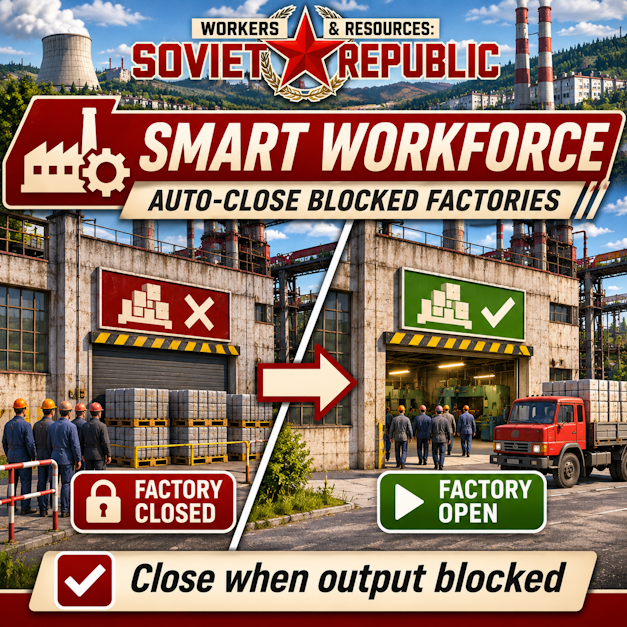 WORKERS & RESOURCES:
SOVIET REPUBLIC
SMART WORKFORCE
AUTO-CLOSE BLOCKED FACTORIES
FACTORY
CLOSED
FACTORY
OPEN
Close when output blocked